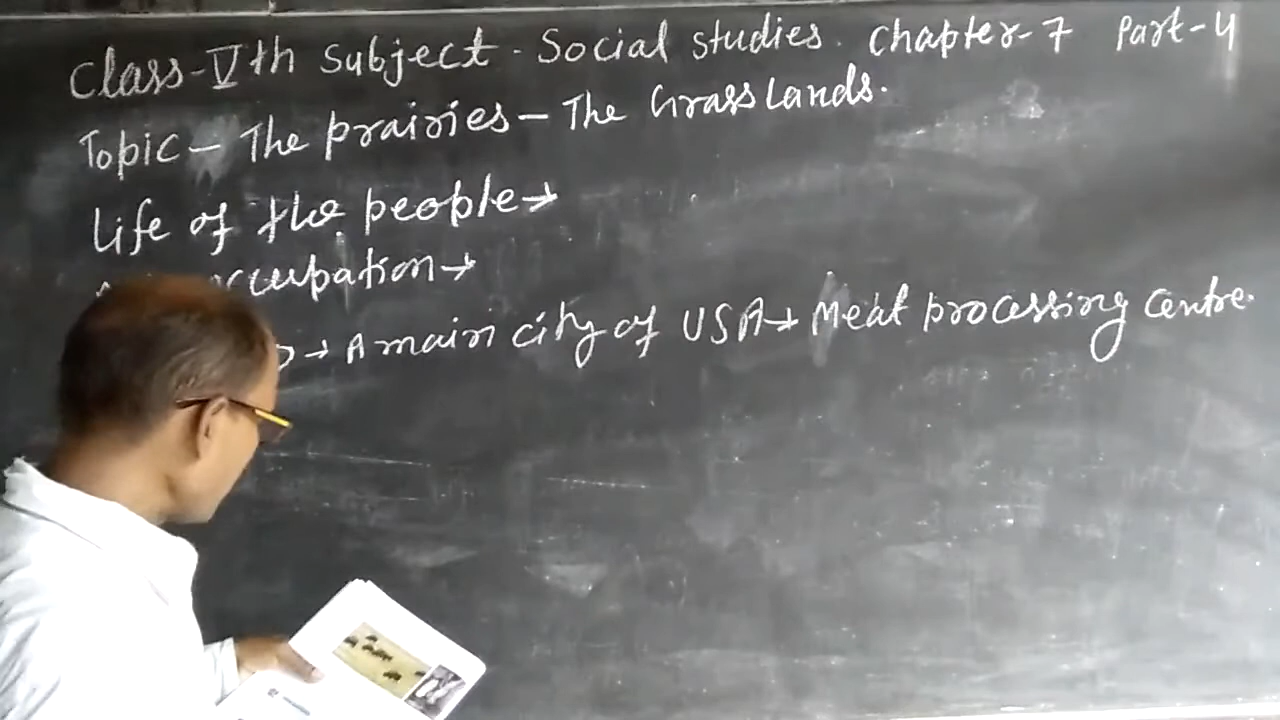 Class-Vth Subject - Social studies. Chapter-7 Part-4
Topic - The prairies - The Grass Lands.
Life of the people→
occupation→
→ A main city of USA→ Meat processing Centre.